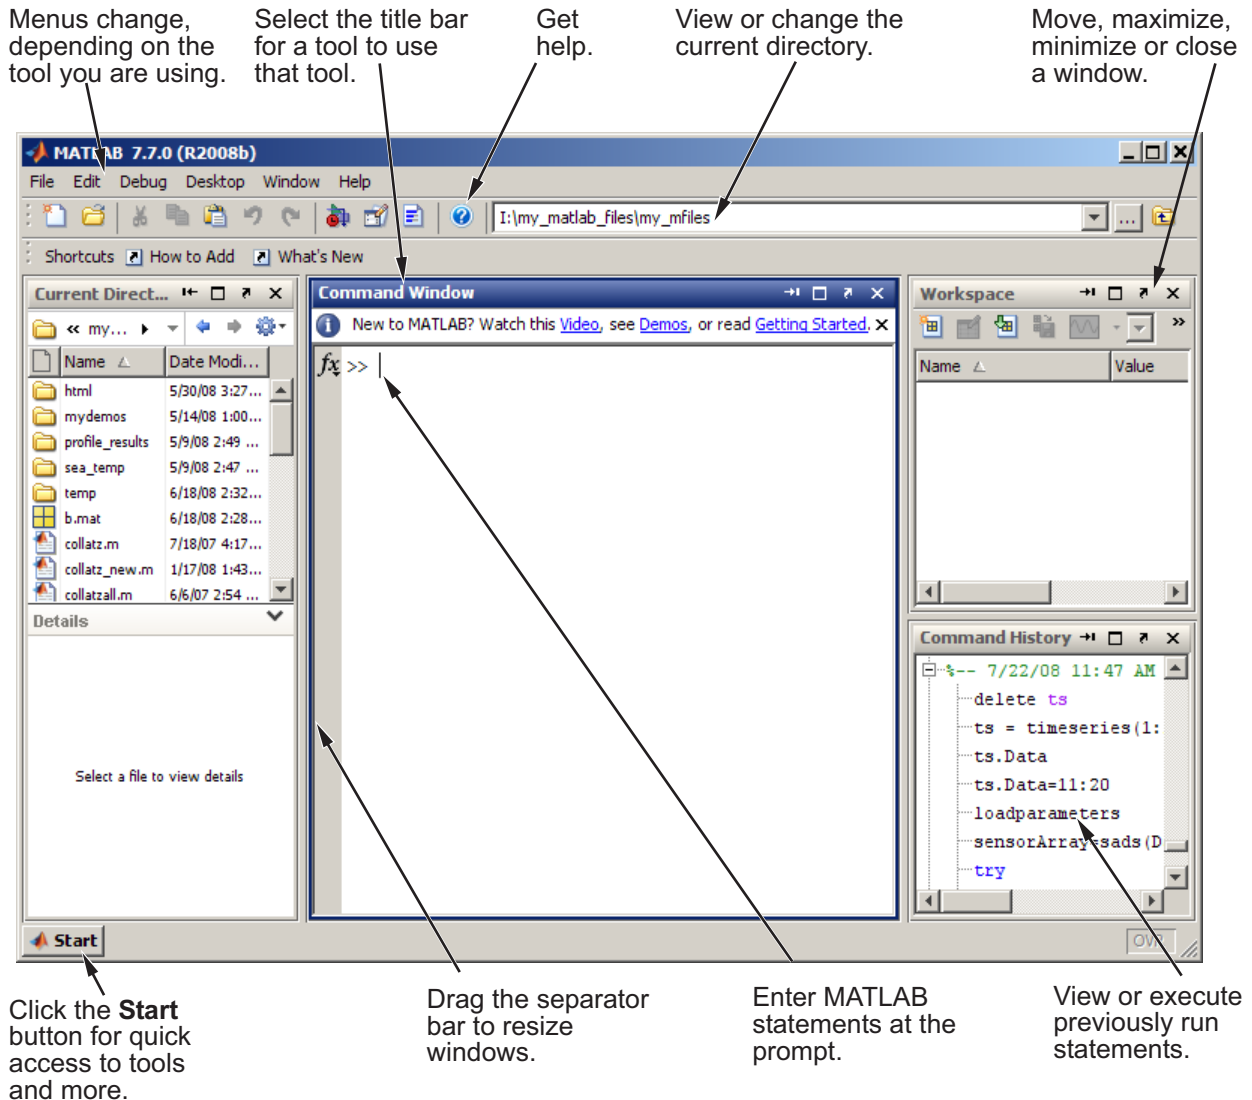 Menus change,
depending on the
tool you are using.
Select the title bar
for a tool to use
that tool.
Get
help.
View or change the
current directory.
Move, maximize,
minimize or close
a window.
MATLAB 7.7.0 (R2008b)
File Edit Debug Desktop Window Help
I:\my_matlab_files\my_mfiles
...
Shortcuts How to Add What's New
Current Direct...
« my...
Name Date Modi...
html 5/30/08 3:27...
mydemos 5/14/08 1:00...
profile_results 5/9/08 2:49 ...
sea_temp 5/9/08 2:47 ...
temp 6/18/08 2:32...
b.mat 6/18/08 2:28...
collatz.m 7/18/07 4:17...
collatz_new.m 1/17/08 1:43...
collatzall.m 6/6/07 2:54 ...
Details
Select a file to view details
Command Window
New to MATLAB? Watch this Video, see Demos, or read Getting Started.
fx >>
Workspace
»
Name Value
Command History
%-- 7/22/08 11:47 AM
delete ts
ts = timeseries(1:
ts.Data
ts.Data=11:20
loadparameters
sensorArray=sads(D
try
Start
OVR
Click the Start
button for quick
access to tools
and more.
Drag the separator
bar to resize
windows.
Enter MATLAB
statements at the
prompt.
View or execute
previously run
statements.